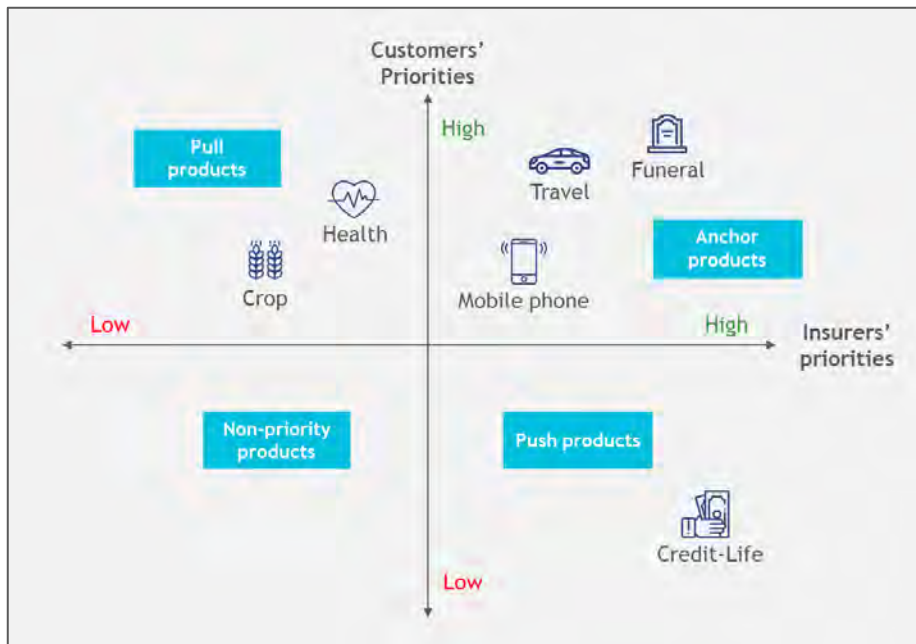 Customers’
Priorities
High
Pull
products
Funeral
Travel
Health
Anchor
products
Crop
Mobile phone
Low
High
Insurers’
priorities
Non-priority
products
Push products
Credit-Life
Low